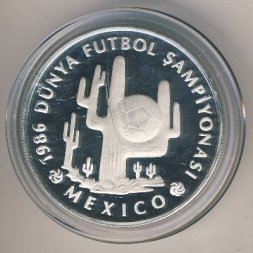 1986 DÜNYA FUTBOL ŞAMPİYONASI
MEXICO